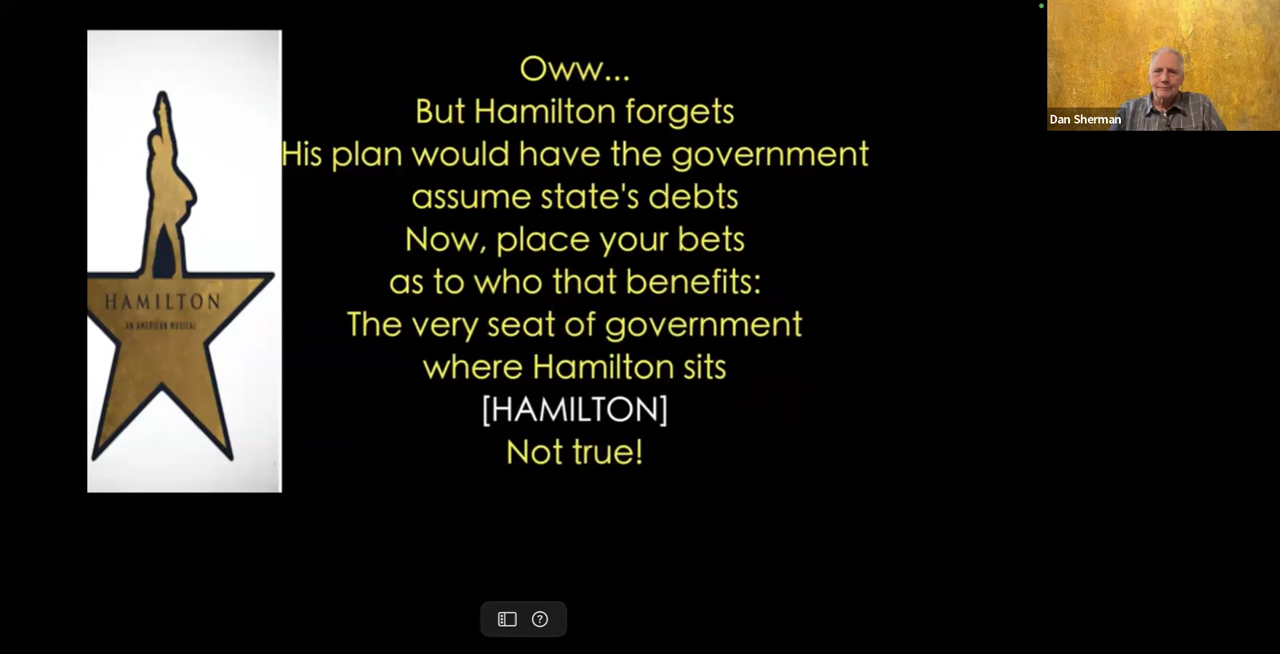 Oww...
But Hamilton forgets
His plan would have the government
assume state's debts
Now, place your bets
as to who that benefits:
The very seat of government
where Hamilton sits
[HAMILTON]
Not true!
HAMILTON
AN AMERICAN MUSICAL
Dan Sherman